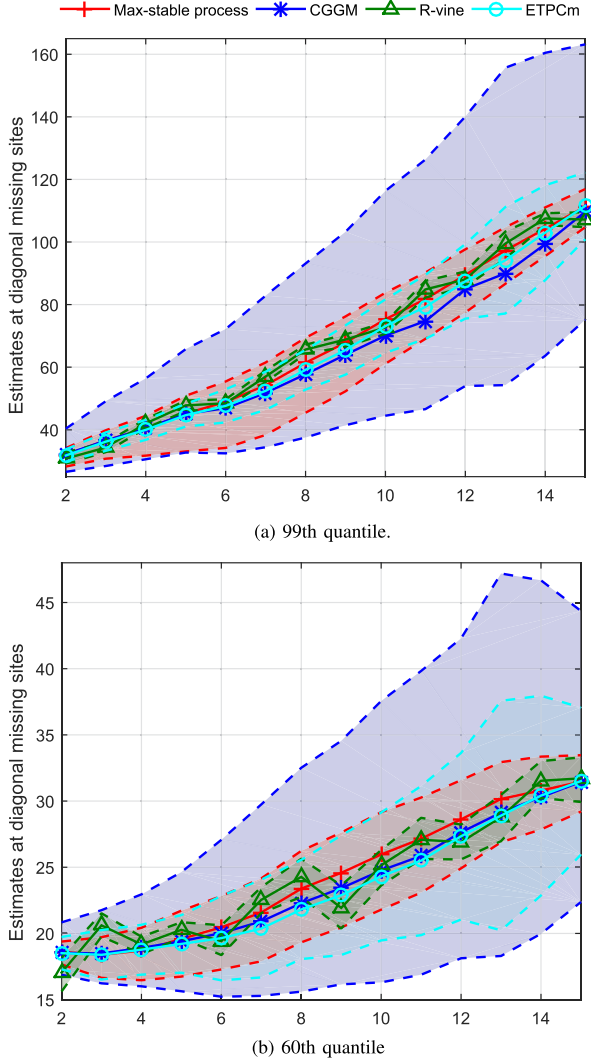 Max-stable process CGGM R-vine ETPCm
160
140
120
100
80
60
40
Estimates at diagonal missing sites
2 4 6 8 10 12 14
(a) 99th quantile.
45
40
35
30
25
20
15
Estimates at diagonal missing sites
2 4 6 8 10 12 14
(b) 60th quantile